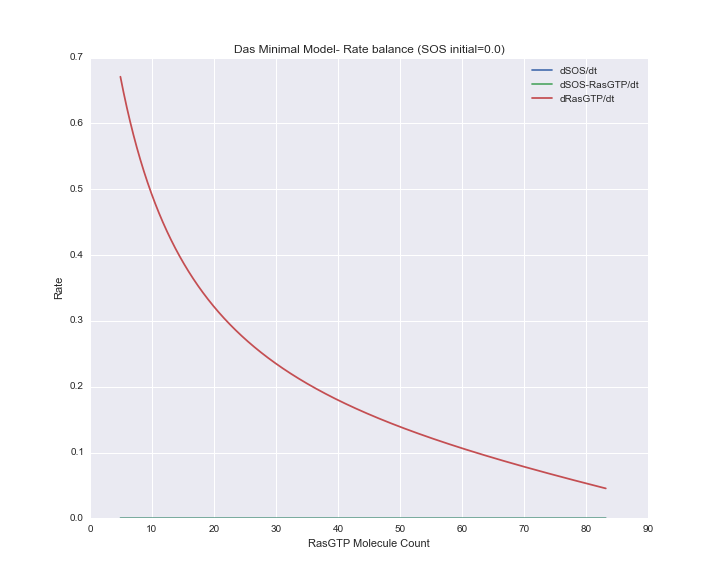 Das Minimal Model- Rate balance (SOS initial=0.0)
dSOS/dt
dSOS-RasGTP/dt
dRasGTP/dt
Rate
0.7
0.6
0.5
0.4
0.3
0.2
0.1
0.0
0 10 20 30 40 50 60 70 80 90
RasGTP Molecule Count